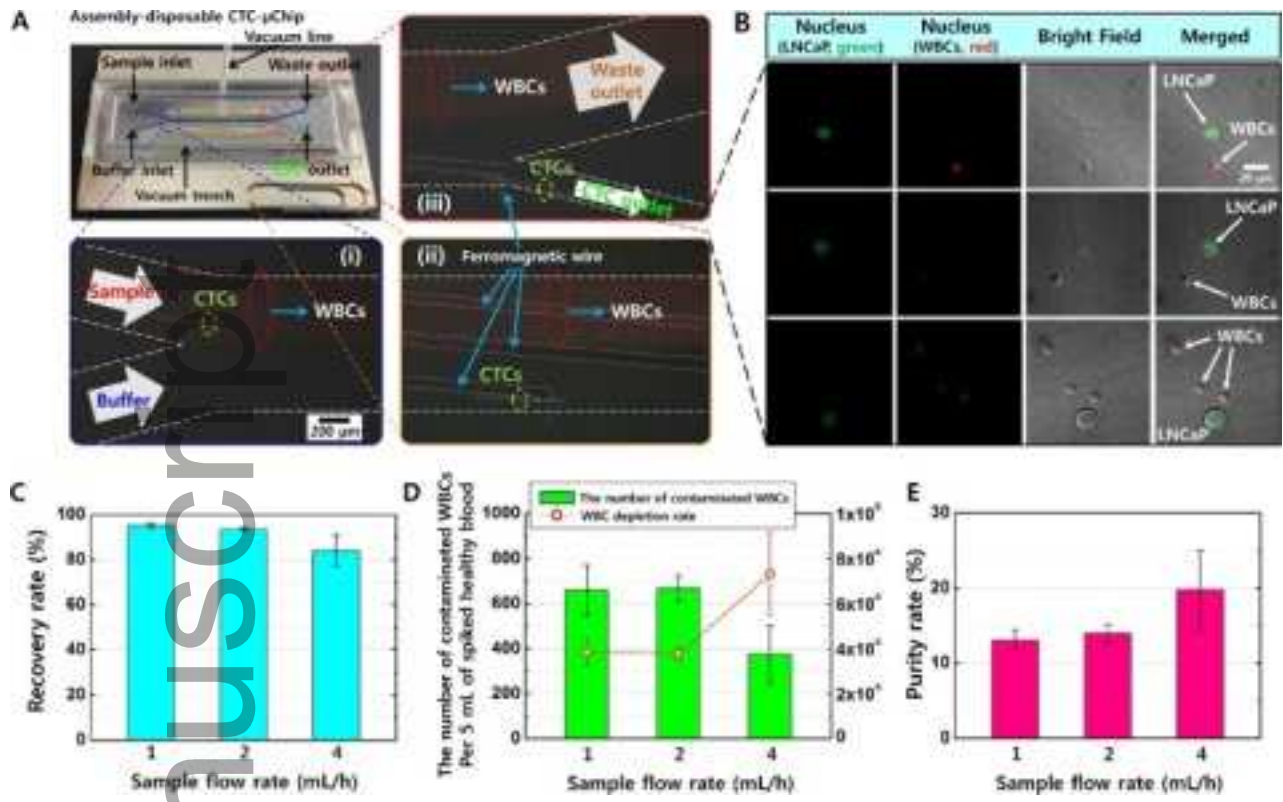 A
Assembly-disposable CTC-μChip
Vacuum line
Sample inlet
Waste outlet
Buffer inlet
outlet
Vacuum trench
WBCs
Waste
outlet
CTCs
CTC outlet
(iii)
(i)
Sample
CTCs
WBCs
Buffer
200 μm
(ii)
Ferromagnetic wire
WBCs
CTCs
B
Nucleus
(LNCaP, green)
Nucleus
(WBCs, red)
Bright Field
Merged
LNCaP
WBCs
20 μm
LNCaP
WBCs
WBCs
LNCaP
C
Recovery rate (%)
100
80
60
40
20
0
1 2 4
Sample flow rate (mL/h)
D
The number of contaminated WBCs
Per 5 mL of spiked healthy blood
The number of contaminated WBCs
WBC depletion rate
1000
800
600
400
200
0
0
1 2 4
Sample flow rate (mL/h)
E
Purity rate (%)
30
20
10
0
1 2 4
Sample flow rate (mL/h)
nuscript